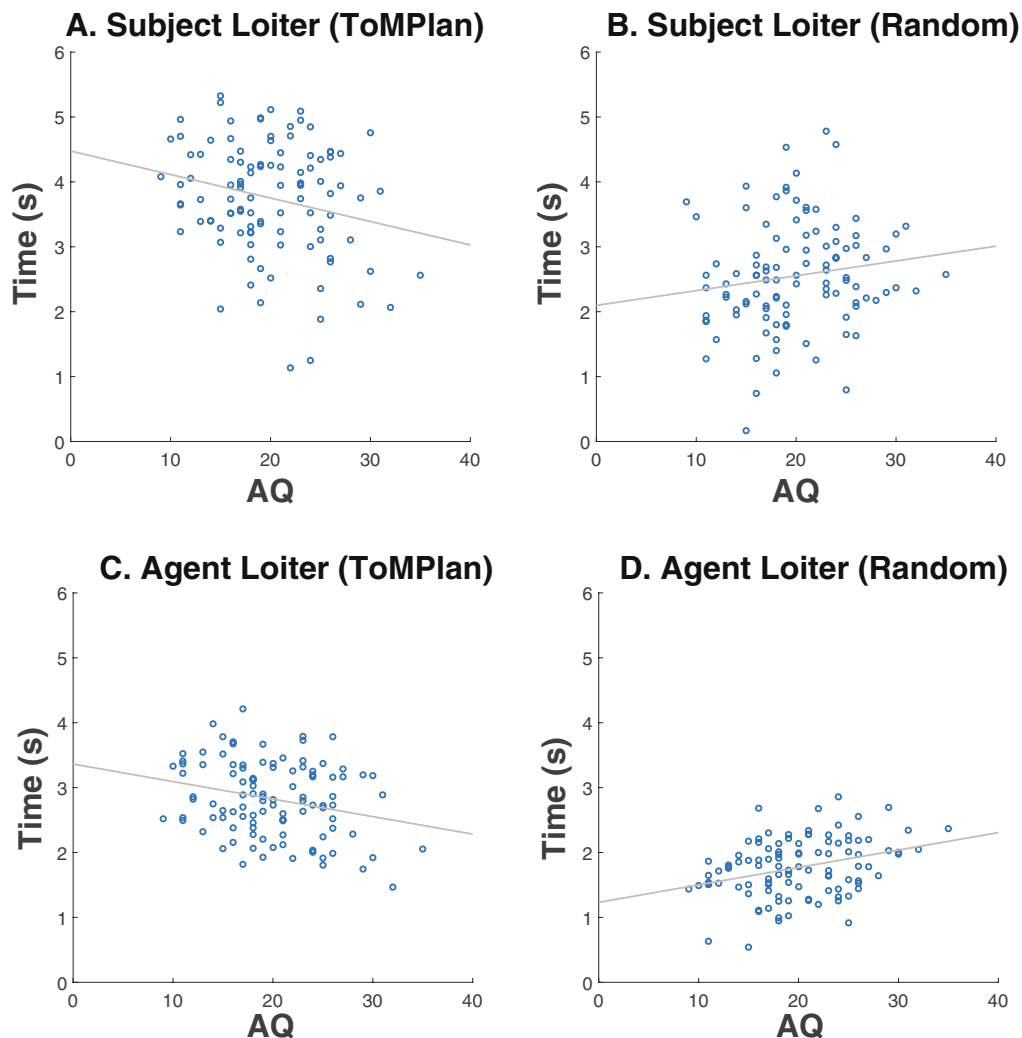 A. Subject Loiter (ToMPlan)
6
5
4
3
2
1
0
Time (s)
0 10 20 30 40
AQ
B. Subject Loiter (Random)
6
5
4
3
2
1
0
Time (s)
0 10 20 30 40
AQ
C. Agent Loiter (ToMPlan)
6
5
4
3
2
1
0
Time (s)
0 10 20 30 40
AQ
D. Agent Loiter (Random)
6
5
4
3
2
1
0
Time (s)
0 10 20 30 40
AQ